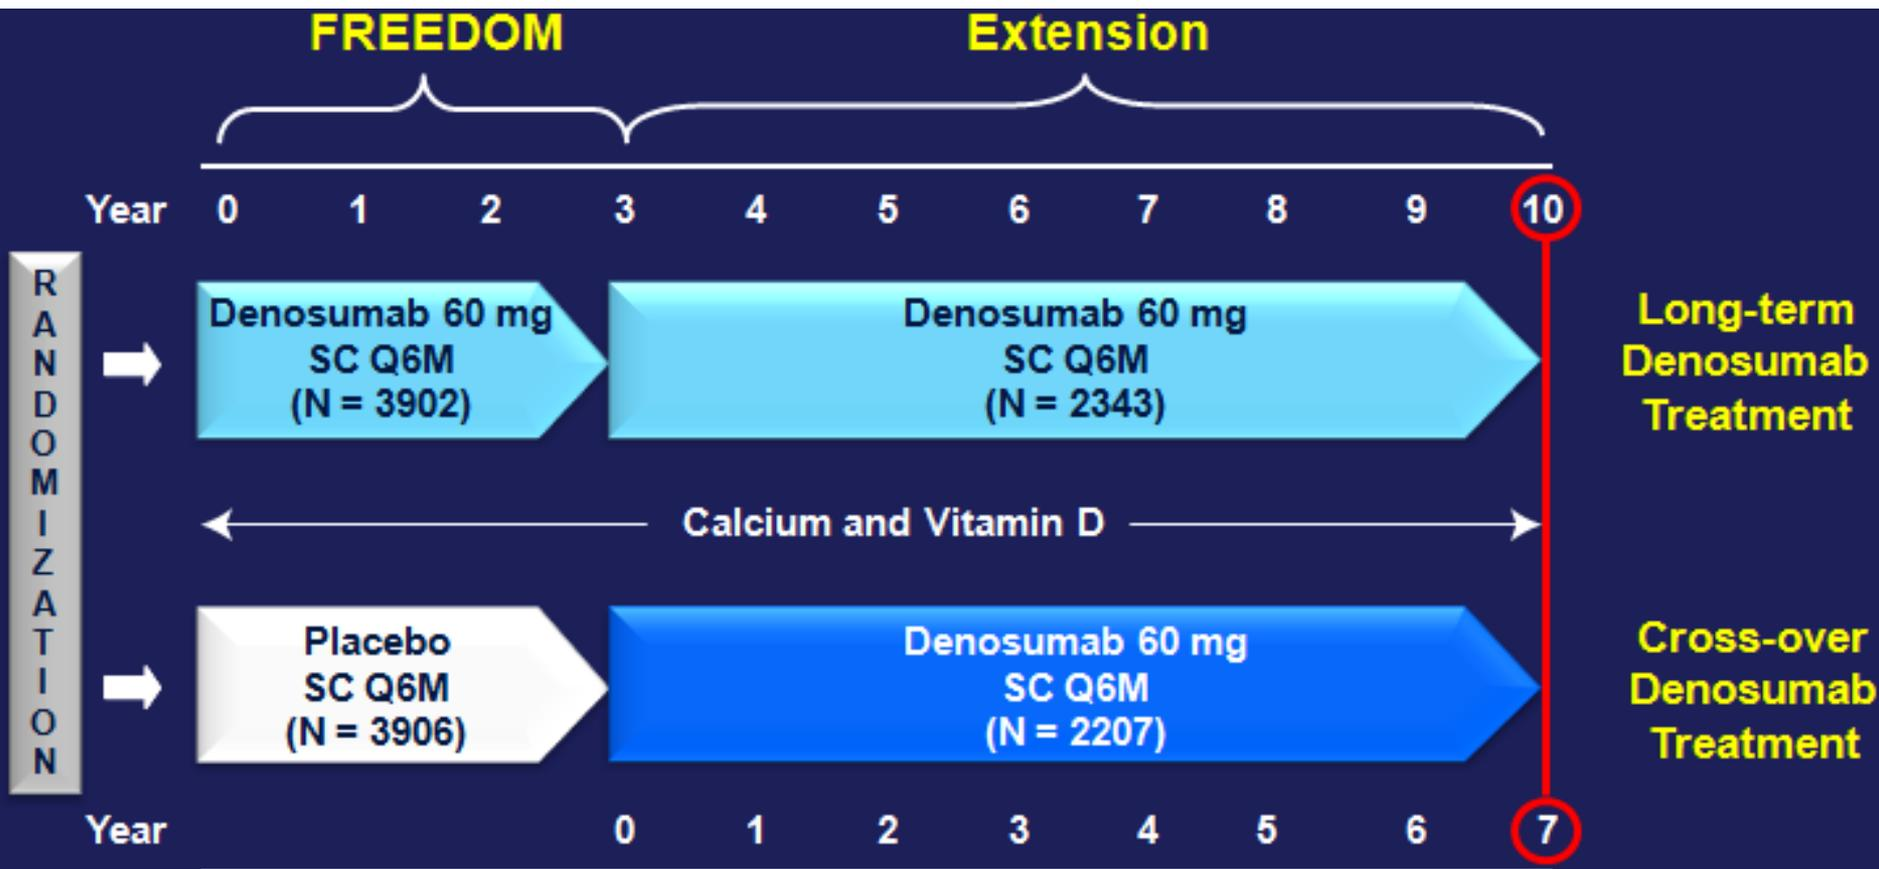 FREEDOM Extension
Year 0 1 2 3 4 5 6 7 8 9 10
RANDOMIZATION
Denosumab 60 mg
SC Q6M
(N = 3902)
Denosumab 60 mg
SC Q6M
(N = 2343)
Long-term
Denosumab
Treatment
Calcium and Vitamin D
Placebo
SC Q6M
(N = 3906)
Denosumab 60 mg
SC Q6M
(N = 2207)
Cross-over
Denosumab
Treatment
Year 0 1 2 3 4 5 6 7